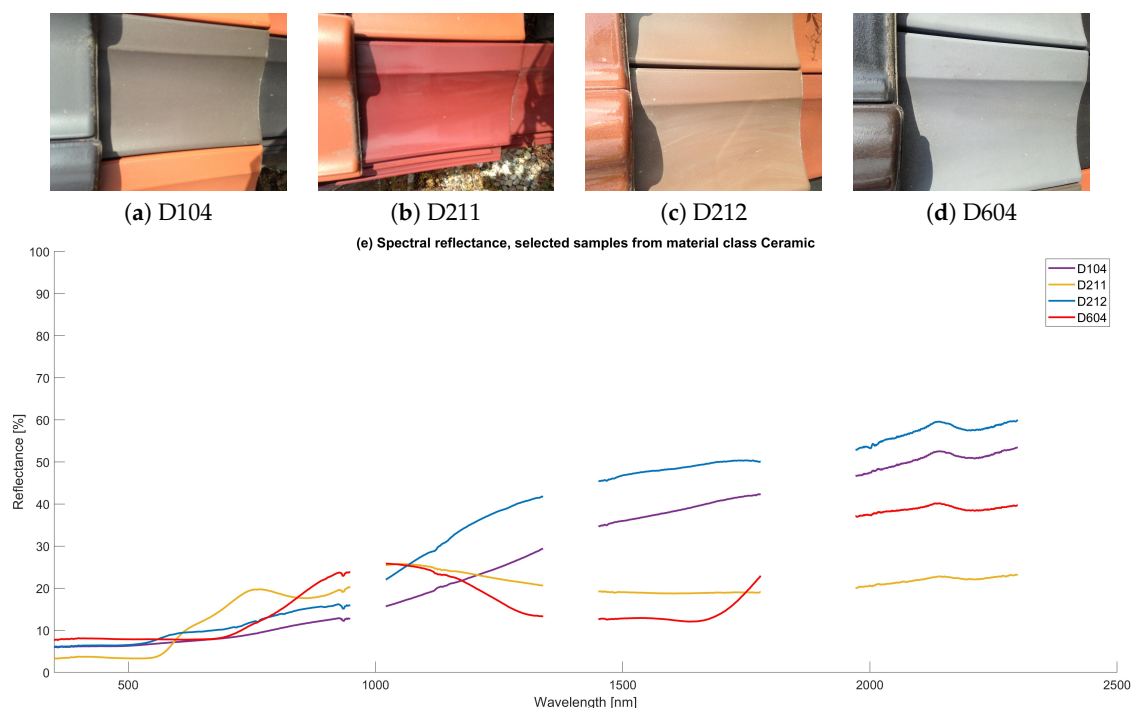 (a) D104
(b) D211
(c) D212
(d) D604
(e) Spectral reflectance, selected samples from material class Ceramic
100
90
80
70
60
50
40
30
20
10
0
Reflectance [%]
D104
D211
D212
D604
500
1000
1500
2000
2500
Wavelength [nm]